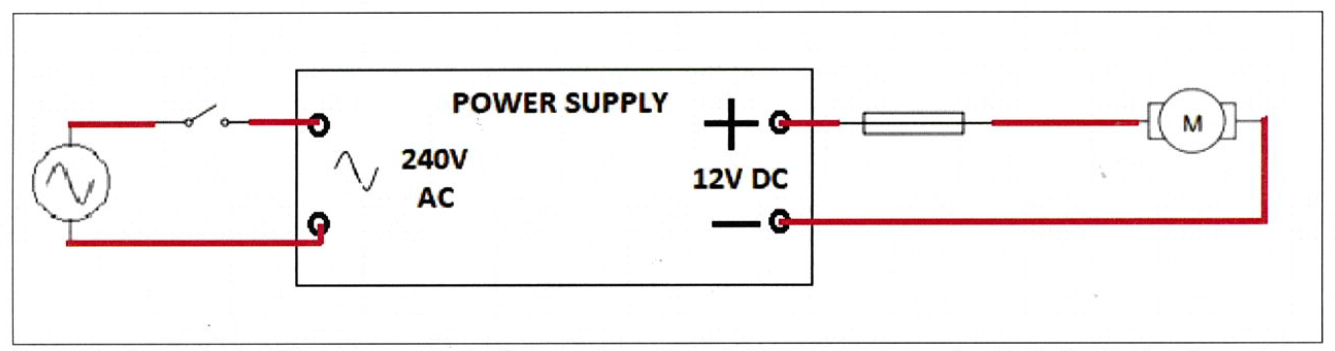 POWER SUPPLY
240V
AC
+
12V DC
−
M